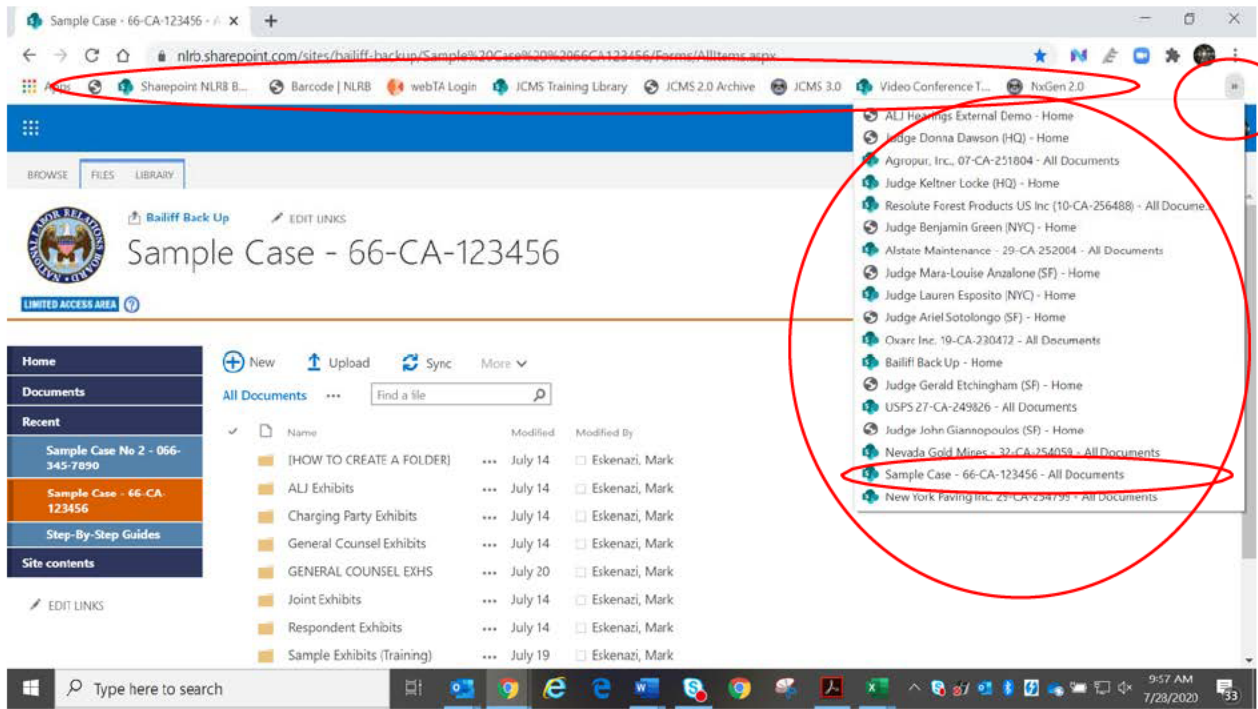 Sample Case - 66-CA-123456 - A
nlrb.sharepoint.com/sites/bailiff-backup/Sample%20Case%20%2066CA123456/Forms/AllItems.aspx
Apps Sharepoint NLRB B... Barcode | NLRB webTA Login JCMS Training Library JCMS 2.0 Archive JCMS 3.0 Video Conference T... NxGen 2.0 »
ALJ Hearings External Demo - Home
Judge Donna Dawson (HQ) - Home
Agropur, Inc., 07-CA-251804 - All Documents
Judge Keltner Locke (HQ) - Home
Resolute Forest Products US Inc (10-CA-256488) - All Docume...
Judge Benjamin Green (NYC) - Home
Alstate Maintenance - 29-CA-252004 - All Documents
Judge Mara-Louise Anzalone (SF) - Home
Judge Lauren Esposito (NYC) - Home
Judge Ariel Sotolongo (SF) - Home
Oxarc Inc. 19-CA-230472 - All Documents
Bailiff Back Up - Home
Judge Gerald Etchingham (SF) - Home
USPS 27-CA-249826 - All Documents
Judge John Giannopoulos (SF) - Home
Nevada Gold Mines - 32-CA-254059 - All Documents
Sample Case - 66-CA-123456 - All Documents
New York Paving Inc. 29-CA-254799 - All Documents
BROWSE FILES LIBRARY
NATIONAL LABOR RELATIONS BOARD
Bailiff Back Up EDIT LINKS
Sample Case - 66-CA-123456
LIMITED ACCESS AREA ?
Home
Documents
Recent
Sample Case No 2 - 066-
345-7890
Sample Case - 66-CA-
123456
Step-By-Step Guides
Site contents
EDIT LINKS
New Upload Sync More
All Documents ... Find a file
Name Modified Modified By
[HOW TO CREATE A FOLDER] ... July 14 Eskenazi, Mark
ALJ Exhibits ... July 14 Eskenazi, Mark
Charging Party Exhibits ... July 14 Eskenazi, Mark
General Counsel Exhibits ... July 14 Eskenazi, Mark
GENERAL COUNSEL EXHS ... July 20 Eskenazi, Mark
Joint Exhibits ... July 14 Eskenazi, Mark
Respondent Exhibits ... July 14 Eskenazi, Mark
Sample Exhibits (Training) ... July 19 Eskenazi, Mark
Type here to search
9:57 AM
7/28/2020
33